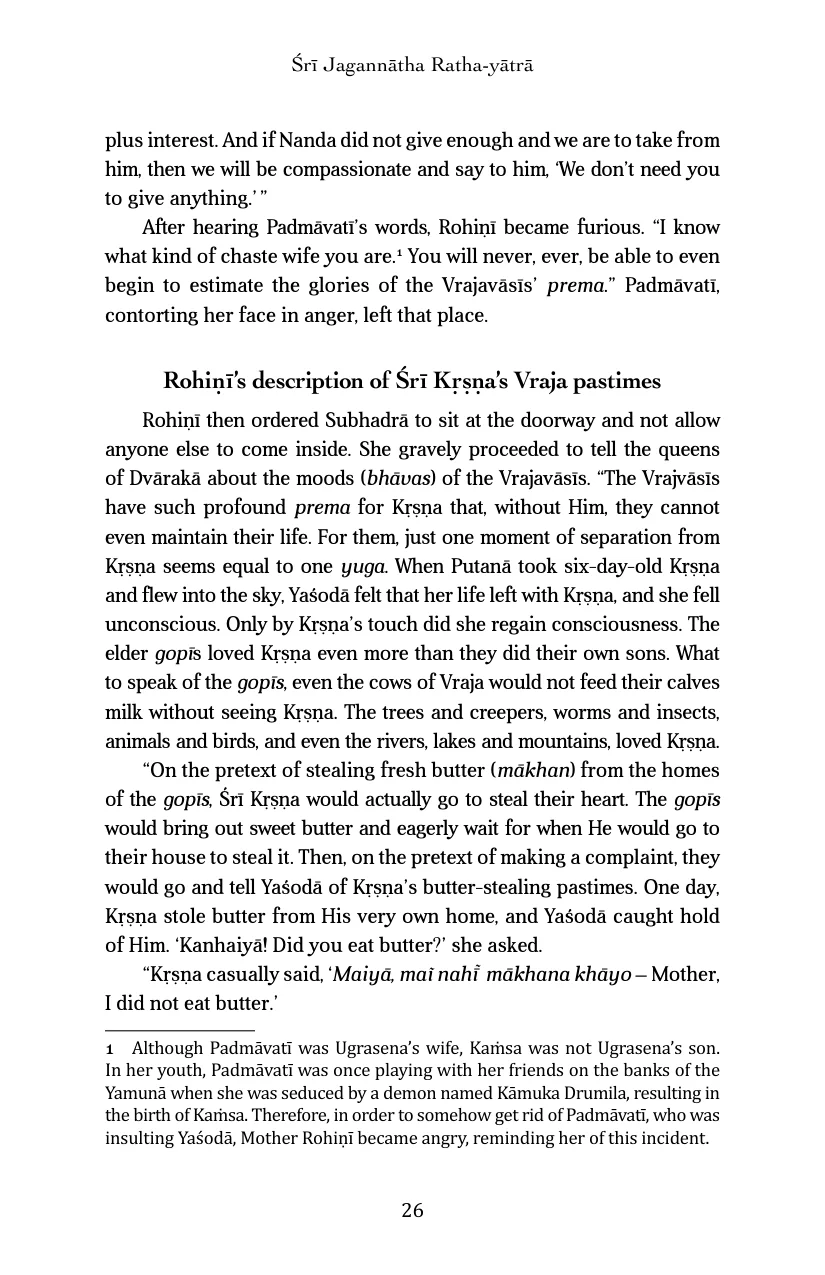 Śrī Jagannātha Ratha-yātrā
plus interest. And if Nanda did not give enough and we are to take from
him, then we will be compassionate and say to him, ‘We don’t need you
to give anything.’ ”
After hearing Padmāvatī’s words, Rohiṇī became furious. “I know
what kind of chaste wife you are.¹ You will never, ever, be able to even
begin to estimate the glories of the Vrajavāsīs’ prema.” Padmāvatī,
contorting her face in anger, left that place.
Rohiṇī’s description of Śrī Kṛṣṇa’s Vraja pastimes
Rohiṇī then ordered Subhadrā to sit at the doorway and not allow
anyone else to come inside. She gravely proceeded to tell the queens
of Dvārakā about the moods (bhāvas) of the Vrajavāsīs. “The Vrajvāsīs
have such profound prema for Kṛṣṇa that, without Him, they cannot
even maintain their life. For them, just one moment of separation from
Kṛṣṇa seems equal to one yuga. When Putanā took six-day-old Kṛṣṇa
and flew into the sky, Yaśodā felt that her life left with Kṛṣṇa, and she fell
unconscious. Only by Kṛṣṇa’s touch did she regain consciousness. The
elder gopīs loved Kṛṣṇa even more than they did their own sons. What
to speak of the gopīs, even the cows of Vraja would not feed their calves
milk without seeing Kṛṣṇa. The trees and creepers, worms and insects,
animals and birds, and even the rivers, lakes and mountains, loved Kṛṣṇa.
“On the pretext of stealing fresh butter (mākhan) from the homes
of the gopīs, Śrī Kṛṣṇa would actually go to steal their heart. The gopīs
would bring out sweet butter and eagerly wait for when He would go to
their house to steal it. Then, on the pretext of making a complaint, they
would go and tell Yaśodā of Kṛṣṇa’s butter-stealing pastimes. One day,
Kṛṣṇa stole butter from His very own home, and Yaśodā caught hold
of Him. ‘Kanhaiyā! Did you eat butter?’ she asked.
“Kṛṣṇa casually said, ‘Maiyā, maĩ nahī̃ mākhana khāyo – Mother,
I did not eat butter.’
1 Although Padmāvatī was Ugrasena’s wife, Kaṁsa was not Ugrasena’s son.
In her youth, Padmāvatī was once playing with her friends on the banks of the
Yamunā when she was seduced by a demon named Kāmuka Drumila, resulting in
the birth of Kaṁsa. Therefore, in order to somehow get rid of Padmāvatī, who was
insulting Yaśodā, Mother Rohiṇī became angry, reminding her of this incident.
26